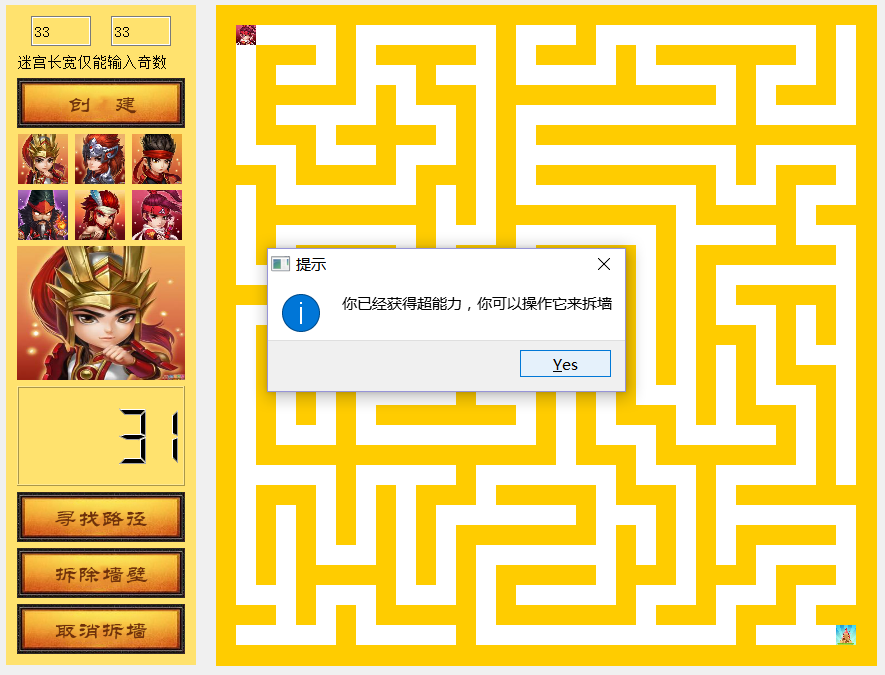 33 33
迷宫长宽仅能输入奇数
创 建
31
寻找路径
拆除墙壁
取消拆墙
提示
你已经获得超能力，你可以操作它来拆墙
Yes